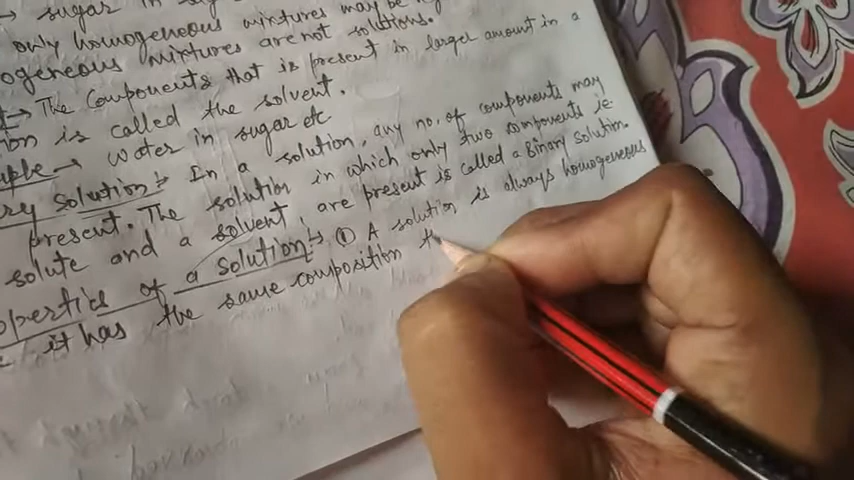 → sugar in
only homogeneous mixtures may be
ogeneous mixtures are not solutions.
→ The components that is present in larger amount in a
ion is called the solvent.
ple → Water in sugar etc
ry solution :- In a solution, any no. of components may
present. The solution in which only two components ie-
solute and a solvent, are present is called a Binary solution.
operties of a solution :- ① A solution is always homogeneous
it has the same composition t